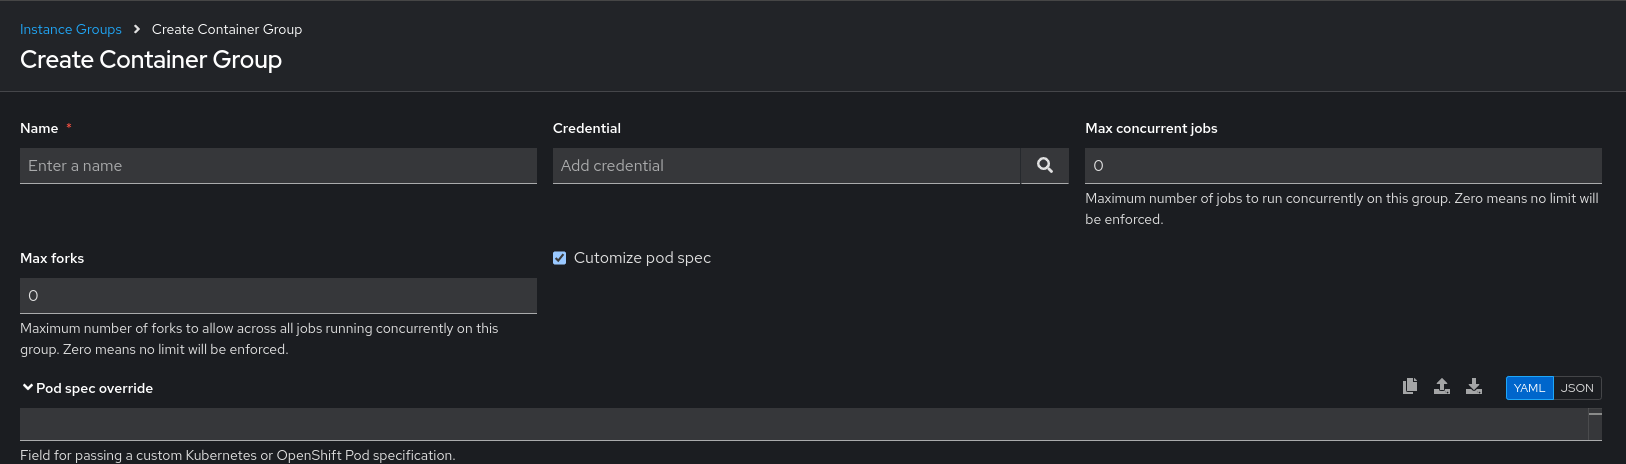 Instance Groups > Create Container Group
Create Container Group
Name *
Enter a name
Credential
Add credential
Max concurrent jobs
0
Maximum number of jobs to run concurrently on this group. Zero means no limit will
be enforced.
Max forks
0
Maximum number of forks to allow across all jobs running concurrently on this
group. Zero means no limit will be enforced.
Cutomize pod spec
Pod spec override
YAML JSON
Field for passing a custom Kubernetes or OpenShift Pod specification.